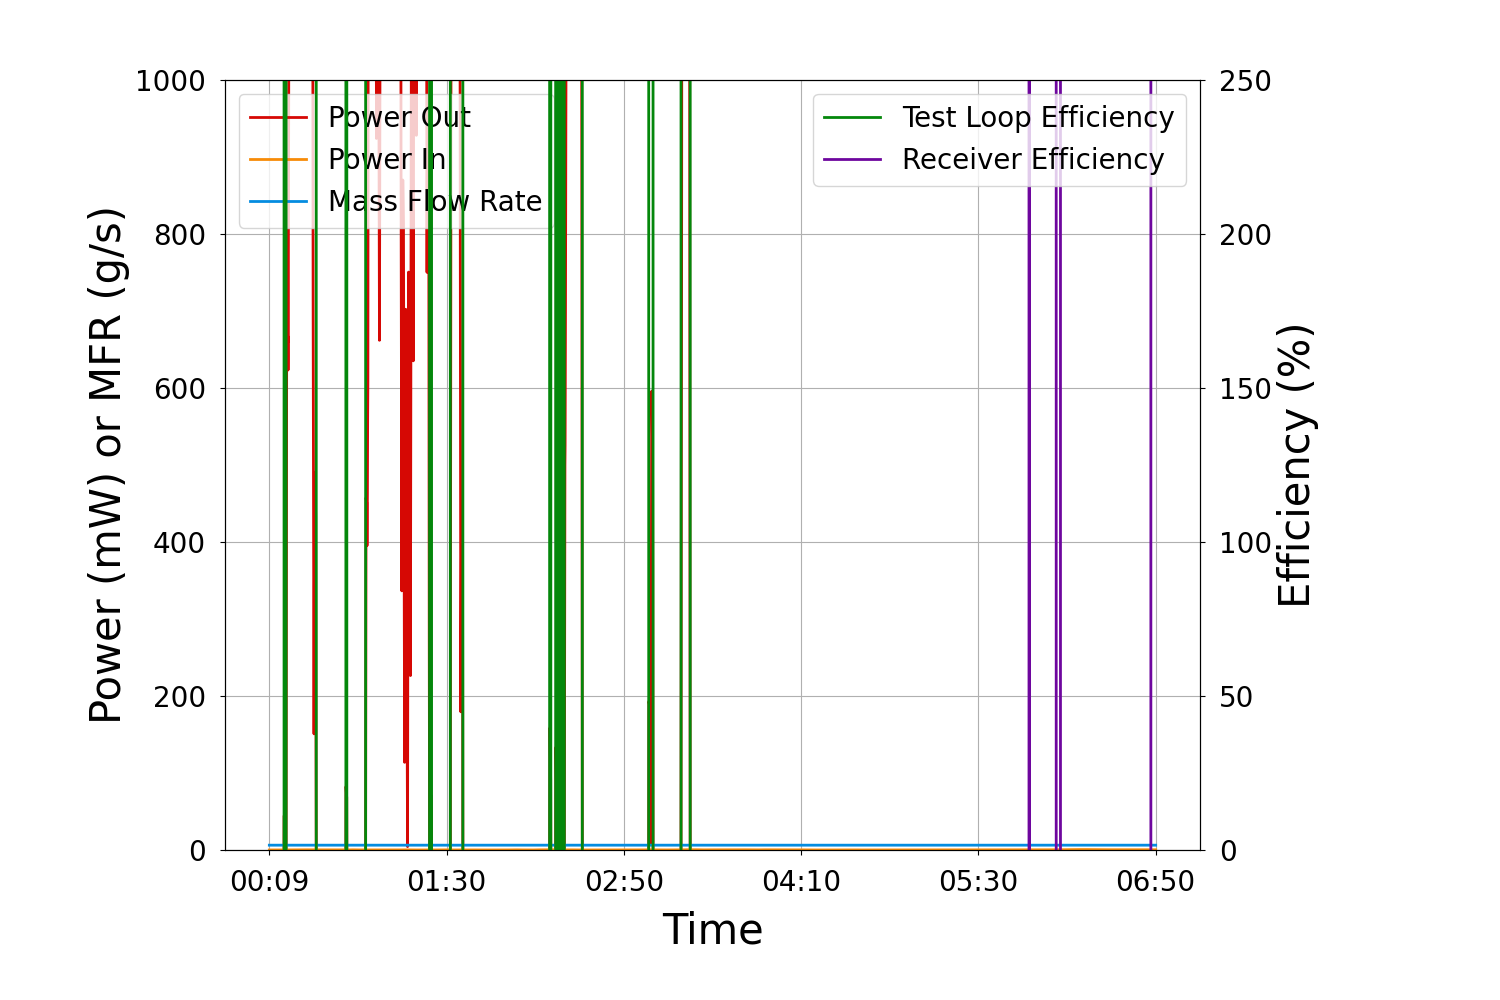 1000
800
600
400
200
0
Power (mW) or MFR (g/s)
Power Out
Power In
Mass Flow Rate
Test Loop Efficiency
Receiver Efficiency
250
200
150
100
50
0
Efficiency (%)
00:09 01:30 02:50 04:10 05:30 06:50
Time